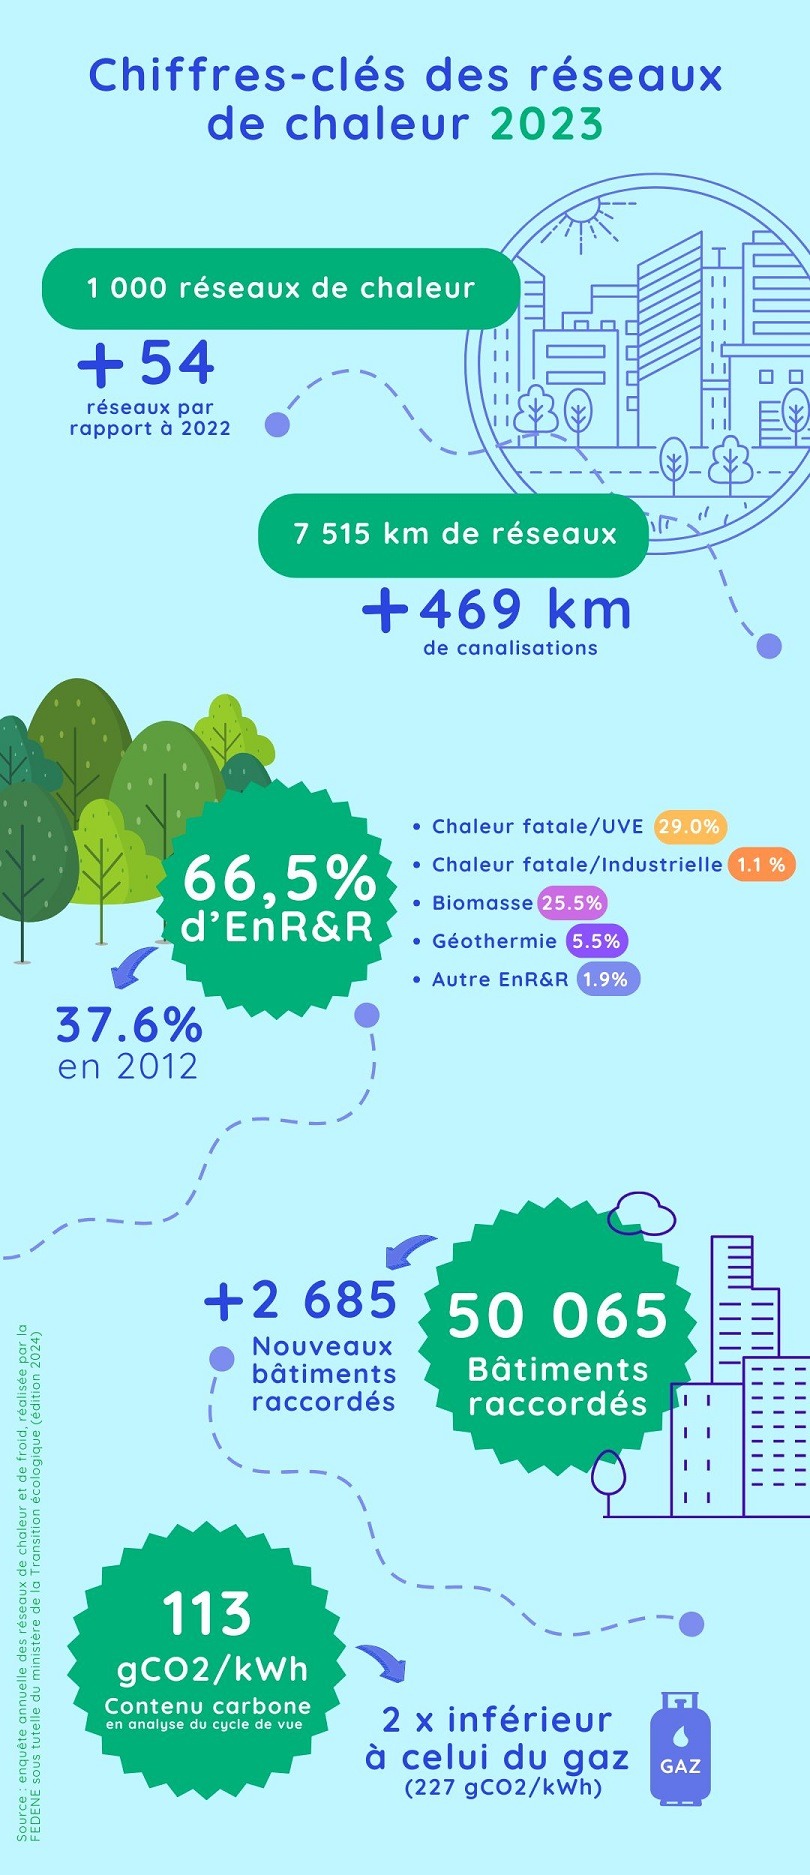 Chiffres-clés des réseaux
de chaleur 2023
1 000 réseaux de chaleur
+54
réseaux par
rapport à 2022
7 515 km de réseaux
+469 km
de canalisations
66,5%
d'EnR&R
37.6%
en 2012
• Chaleur fatale/UVE 29.0%
• Chaleur fatale/Industrielle 1.1 %
• Biomasse 25.5%
• Géothermie 5.5%
• Autre EnR&R 1.9%
+2 685
Nouveaux
bâtiments
raccordés
50 065
Bâtiments
raccordés
113
gCO2/kWh
Contenu carbone
en analyse du cycle de vue
2 x inférieur
à celui du gaz
(227 gCO2/kWh)
GAZ
Source : enquête annuelle des réseaux de chaleur et de froid, réalisée par la
FEDENE sous tutelle du ministère de la Transition écologique (édition 2024)